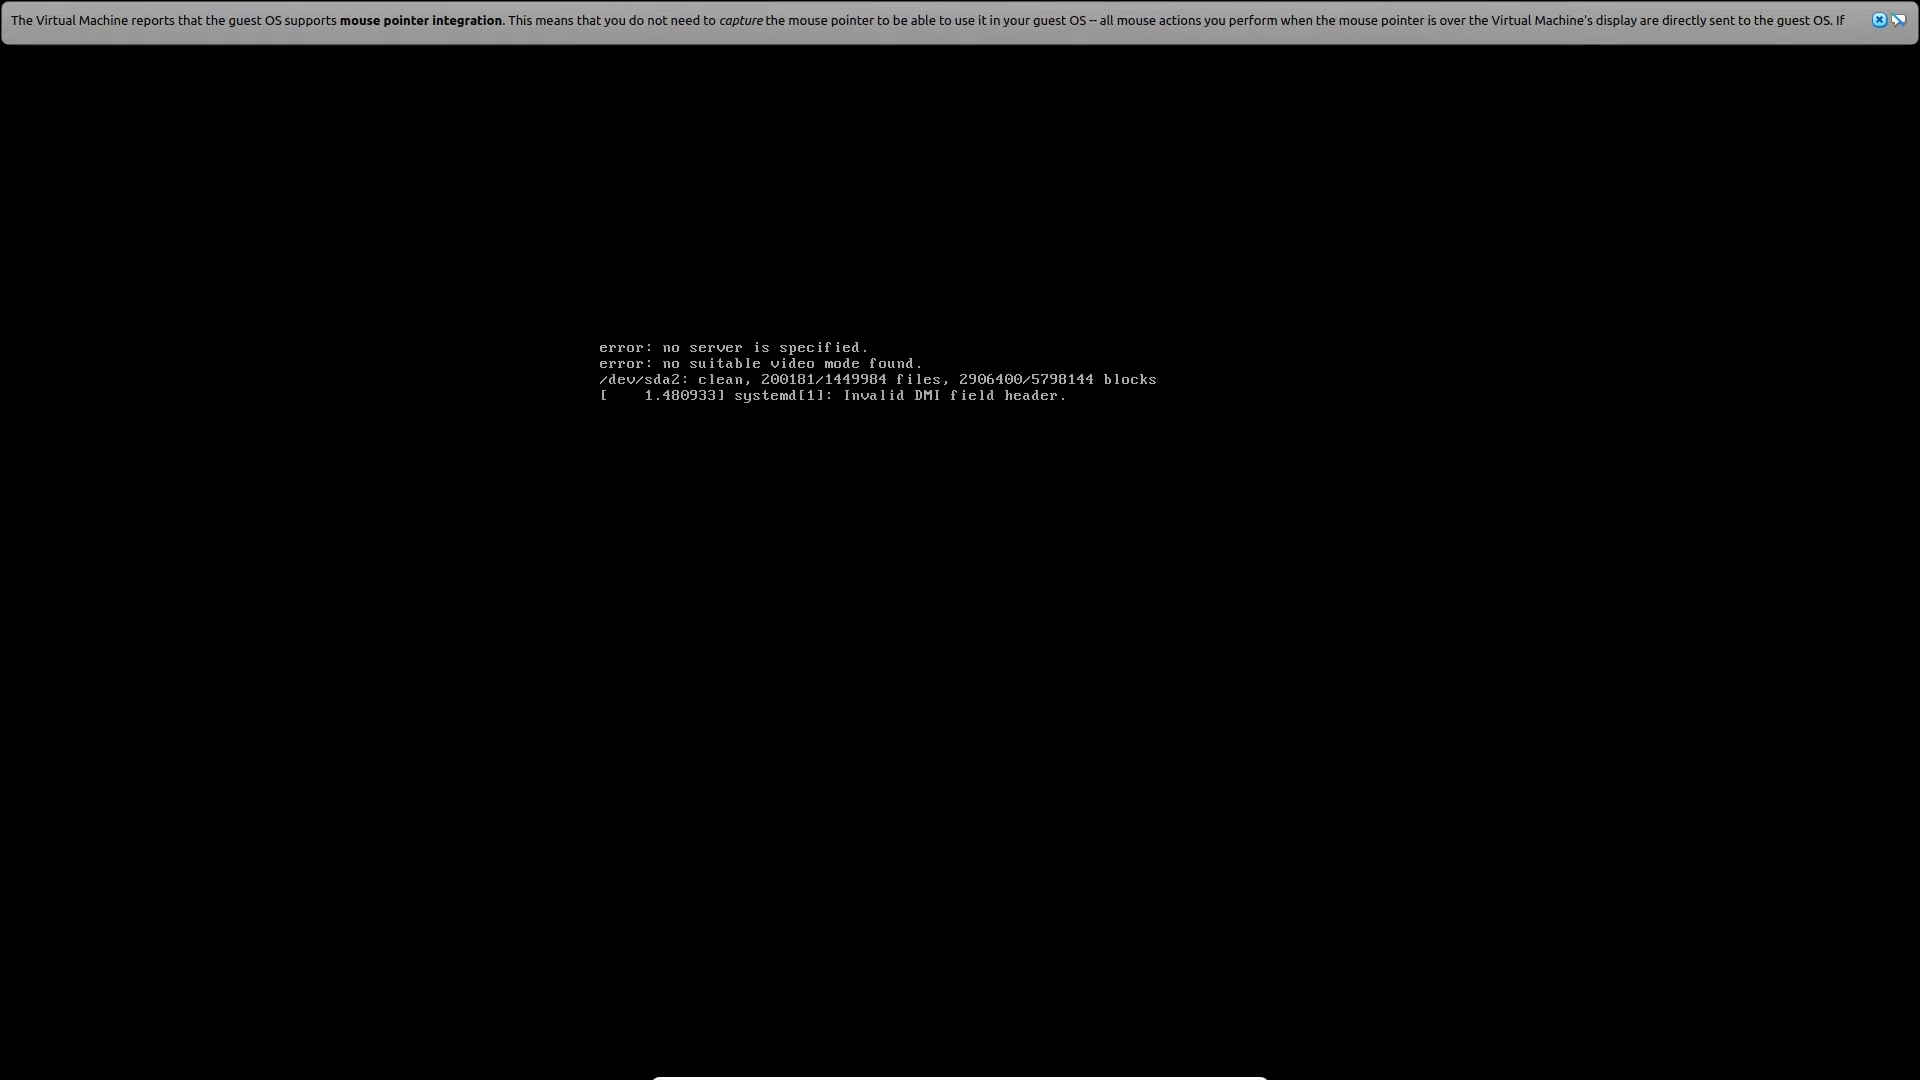 The Virtual Machine reports that the guest OS supports mouse pointer integration. This means that you do not need to capture the mouse pointer to be able to use it in your guest OS -- all mouse actions you perform when the mouse pointer is over the Virtual Machine's display are directly sent to the guest OS. If
error: no server is specified.
error: no suitable video mode found.
/dev/sda2: clean, 200181/1449984 files, 2906400/5798144 blocks
[    1.480933] systemd[1]: Invalid DMI field header.